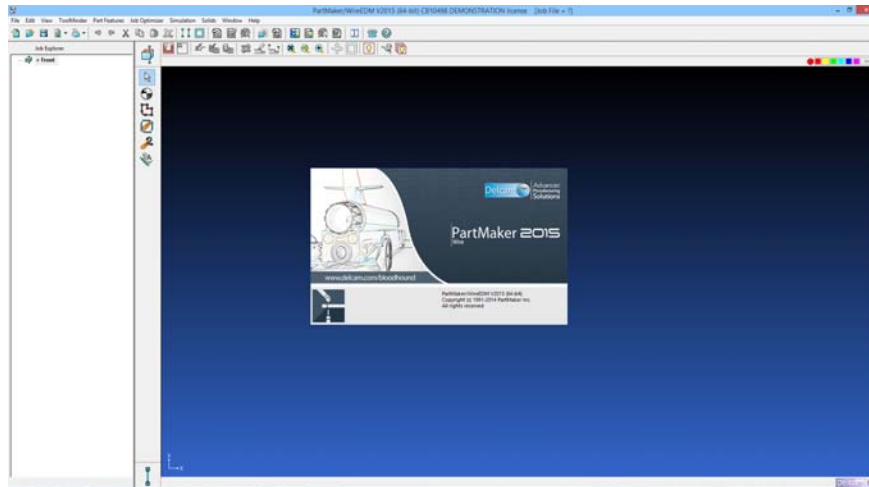 PartMaker/WireEDM V2015 (64-bit) CB10498 DEMONSTRATION license [Job File = ?]
File Edit View ToolMinder Part Features Job Optimizer Simulation Solids Window Help
Job Explorer
Front
Delcam
Advanced
Manufacturing
Solutions
PartMaker 2015
Wire
www.delcam.com/bloodhound
PartMaker/WireEDM V2015 (64-bit)
Copyright (c) 1991-2014 PartMaker Inc.
All rights reserved
Y
X